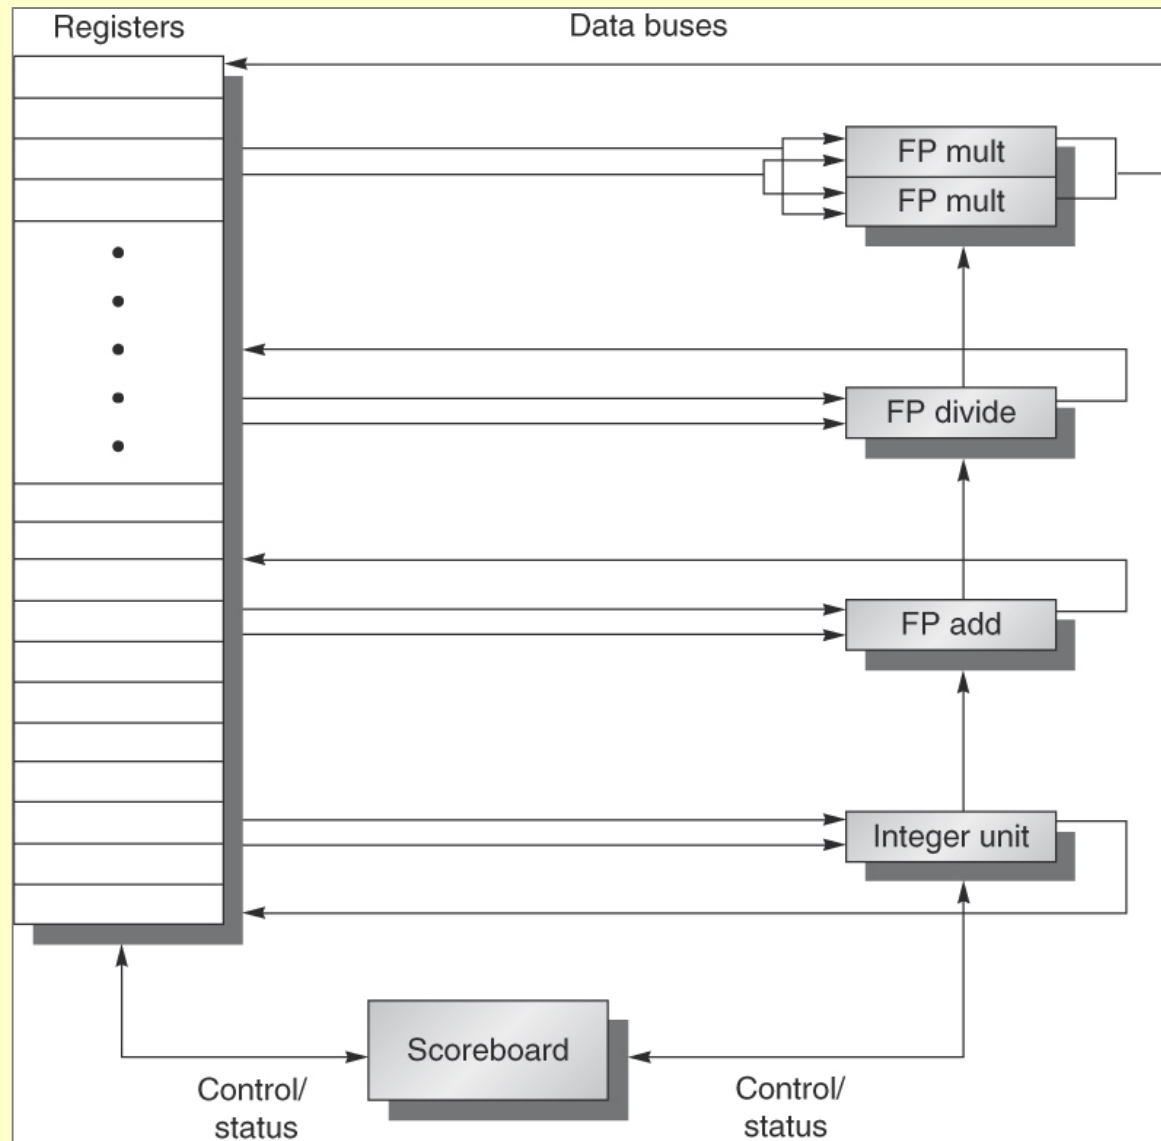 Registers
Data buses
FP mult
FP mult
FP divide
FP add
Integer unit
Scoreboard
Control/
status
Control/
status